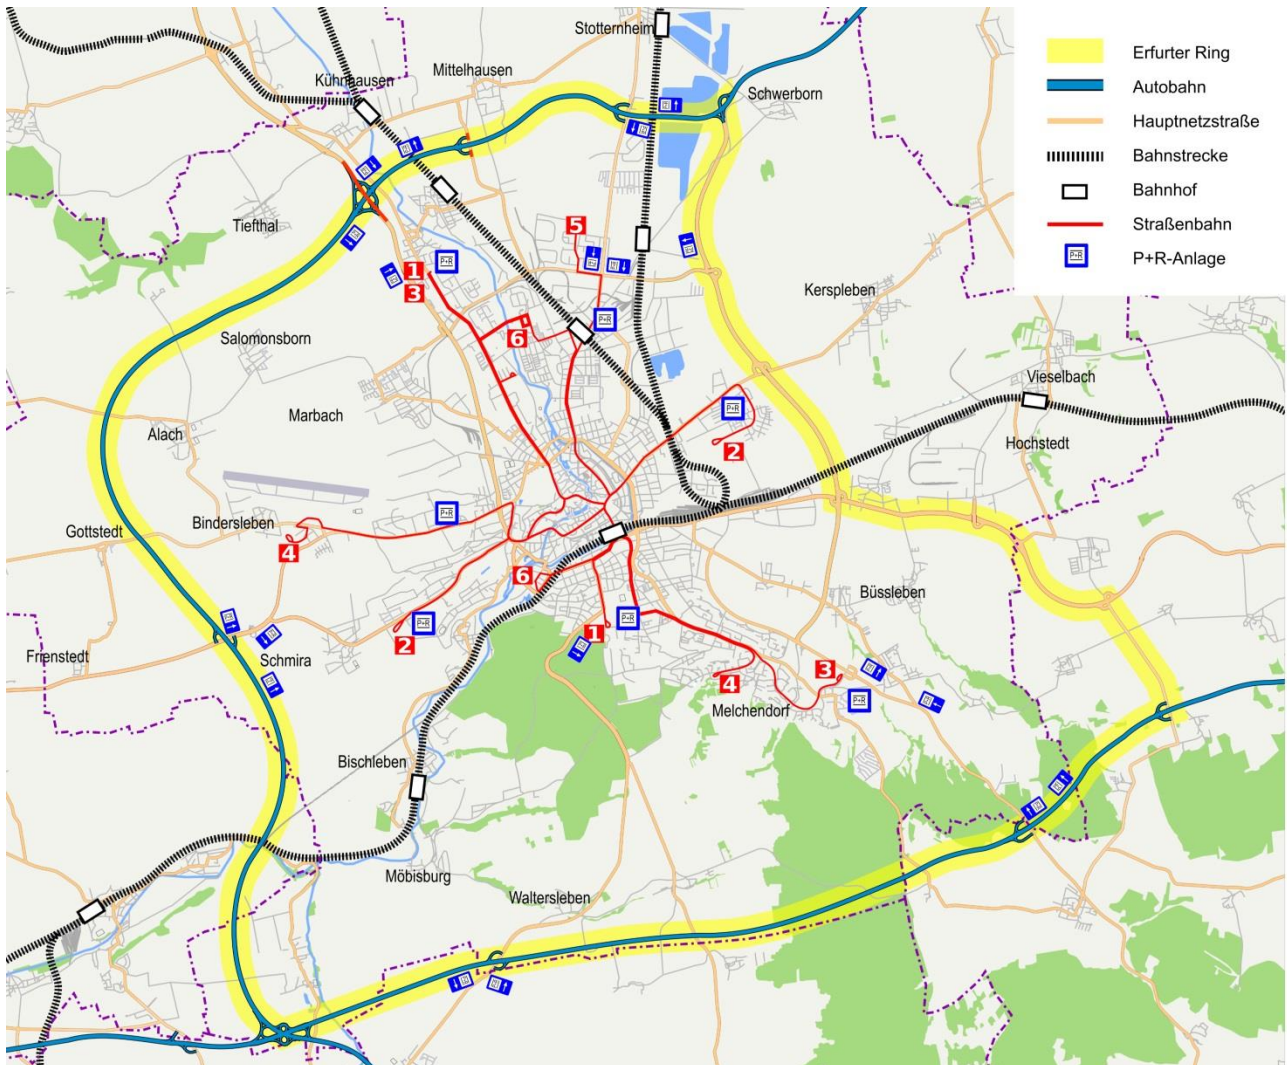 Stotternheim
Erfurter Ring
Mittelhausen
Kühnhausen
Autobahn
Schwerborn
Hauptnetzstraße
Bahnstrecke
Bahnhof
Tiefthal
5
Straßenbahn
P+R-Anlage
P+R
1
3
Kerspleben
P+R
6
Salomonsborn
Vieselbach
Marbach
P+R
Alach
2
Hochstedt
P+R
Bindersleben
Gottstedt
4
6
Büssleben
P+R
P+R
1
2
Frienstedt
Schmira
3
4
P+R
Melchendorf
Bischleben
Möbisburg
Waltersleben